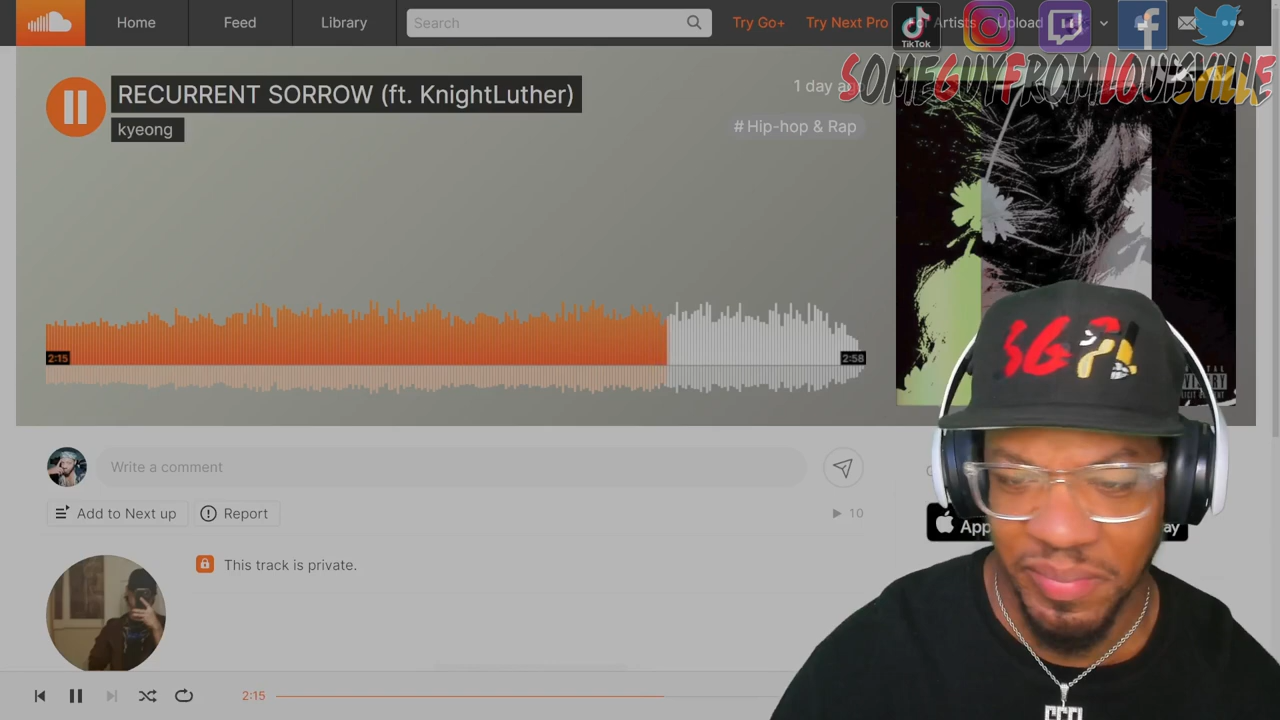 Home
Feed
Library
Search
Try Go+
Try Next Pro
For Artists
Upload
TikTok
SOMEGUYFROMLOUISVILLE
RECURRENT SORROW (ft. KnightLuther)
kyeong
1 day ago
# Hip-hop & Rap
2:15
2:58
Write a comment
Add to Next up
Report
10
This track is private.
2:15